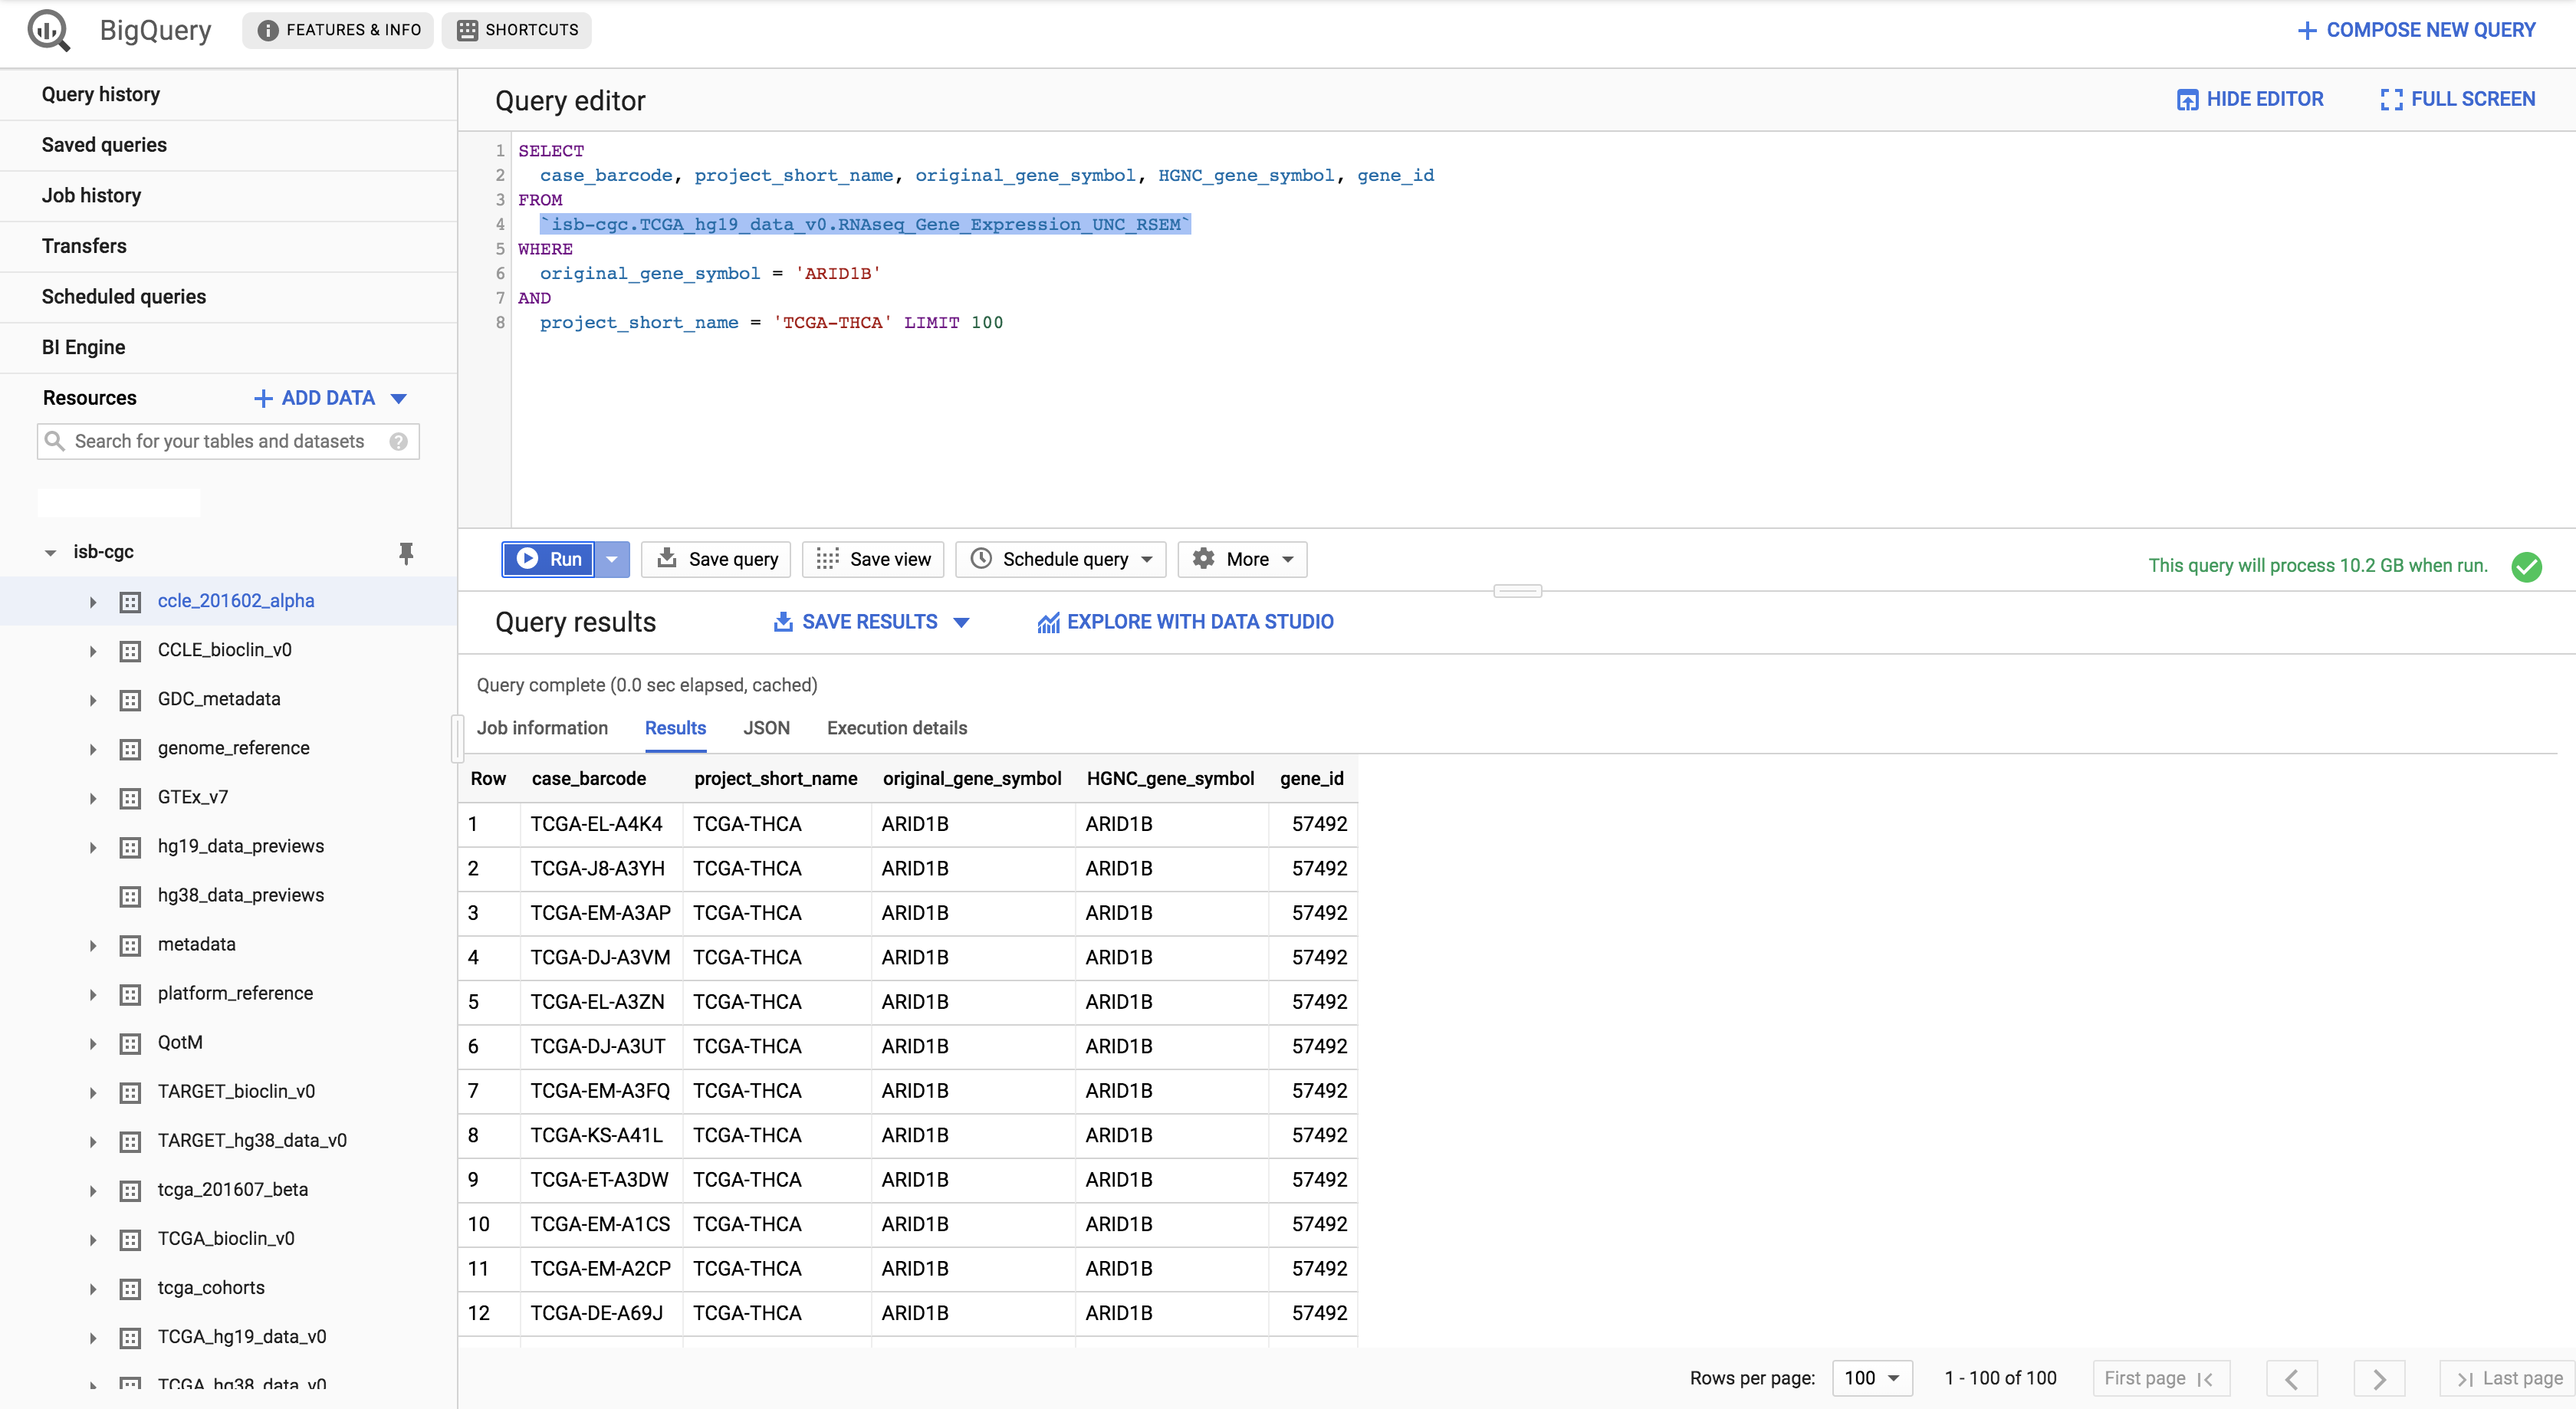 BigQuery FEATURES & INFO SHORTCUTS + COMPOSE NEW QUERY
Query history
Saved queries
Job history
Transfers
Scheduled queries
BI Engine
Resources + ADD DATA
Search for your tables and datasets ?
isb-cgc
ccle_201602_alpha
CCLE_bioclin_v0
GDC_metadata
genome_reference
GTEx_v7
hg19_data_previews
hg38_data_previews
metadata
platform_reference
QotM
TARGET_bioclin_v0
TARGET_hg38_data_v0
tcga_201607_beta
TCGA_bioclin_v0
tcga_cohorts
TCGA_hg19_data_v0
TCGA_hg38_data_v0
Query editor HIDE EDITOR FULL SCREEN
1 SELECT
2 case_barcode, project_short_name, original_gene_symbol, HGNC_gene_symbol, gene_id
3 FROM
4 `isb-cgc.TCGA_hg19_data_v0.RNAseq_Gene_Expression_UNC_RSEM`
5 WHERE
6 original_gene_symbol = 'ARID1B'
7 AND
8 project_short_name = 'TCGA-THCA' LIMIT 100
Run Save query Save view Schedule query More This query will process 10.2 GB when run.
Query results SAVE RESULTS EXPLORE WITH DATA STUDIO
Query complete (0.0 sec elapsed, cached)
Job information Results JSON Execution details
Row case_barcode project_short_name original_gene_symbol HGNC_gene_symbol gene_id
1 TCGA-EL-A4K4 TCGA-THCA ARID1B ARID1B 57492
2 TCGA-J8-A3YH TCGA-THCA ARID1B ARID1B 57492
3 TCGA-EM-A3AP TCGA-THCA ARID1B ARID1B 57492
4 TCGA-DJ-A3VM TCGA-THCA ARID1B ARID1B 57492
5 TCGA-EL-A3ZN TCGA-THCA ARID1B ARID1B 57492
6 TCGA-DJ-A3UT TCGA-THCA ARID1B ARID1B 57492
7 TCGA-EM-A3FQ TCGA-THCA ARID1B ARID1B 57492
8 TCGA-KS-A41L TCGA-THCA ARID1B ARID1B 57492
9 TCGA-ET-A3DW TCGA-THCA ARID1B ARID1B 57492
10 TCGA-EM-A1CS TCGA-THCA ARID1B ARID1B 57492
11 TCGA-EM-A2CP TCGA-THCA ARID1B ARID1B 57492
12 TCGA-DE-A69J TCGA-THCA ARID1B ARID1B 57492
Rows per page: 100 1 - 100 of 100 First page Last page